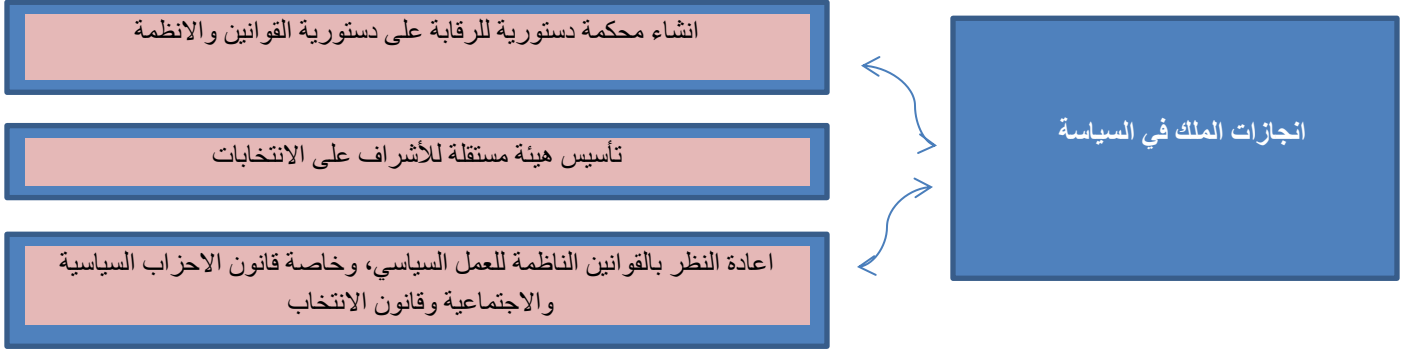 انجازات الملك في السياسة
انشاء محكمة دستورية للرقابة على دستورية القوانين والانظمة
تأسيس هيئة مستقلة للأشراف على الانتخابات
اعادة النظر بالقوانين الناظمة للعمل السياسي، وخاصة قانون الاحزاب السياسية
والاجتماعية وقانون الانتخاب